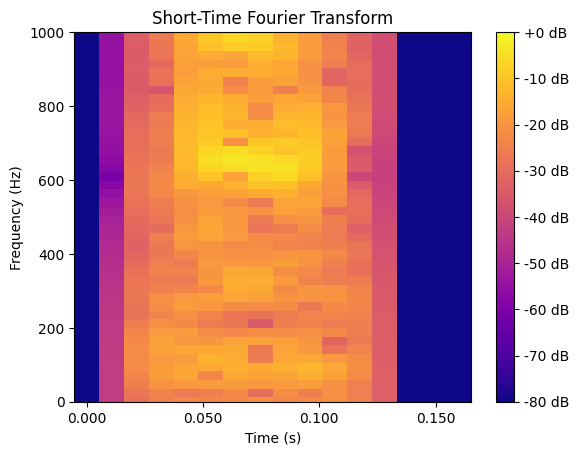 Short-Time Fourier Transform
1000
800
600
400
200
0
Frequency (Hz)
0.000
0.050
0.100
0.150
Time (s)
+0 dB
-10 dB
-20 dB
-30 dB
-40 dB
-50 dB
-60 dB
-70 dB
-80 dB